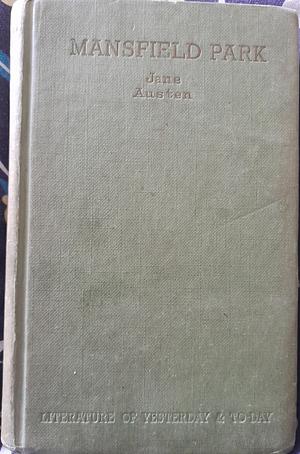 MANSFIELD PARK
Jane
Austen
LITERATURE OF YESTERDAY & TO-DAY